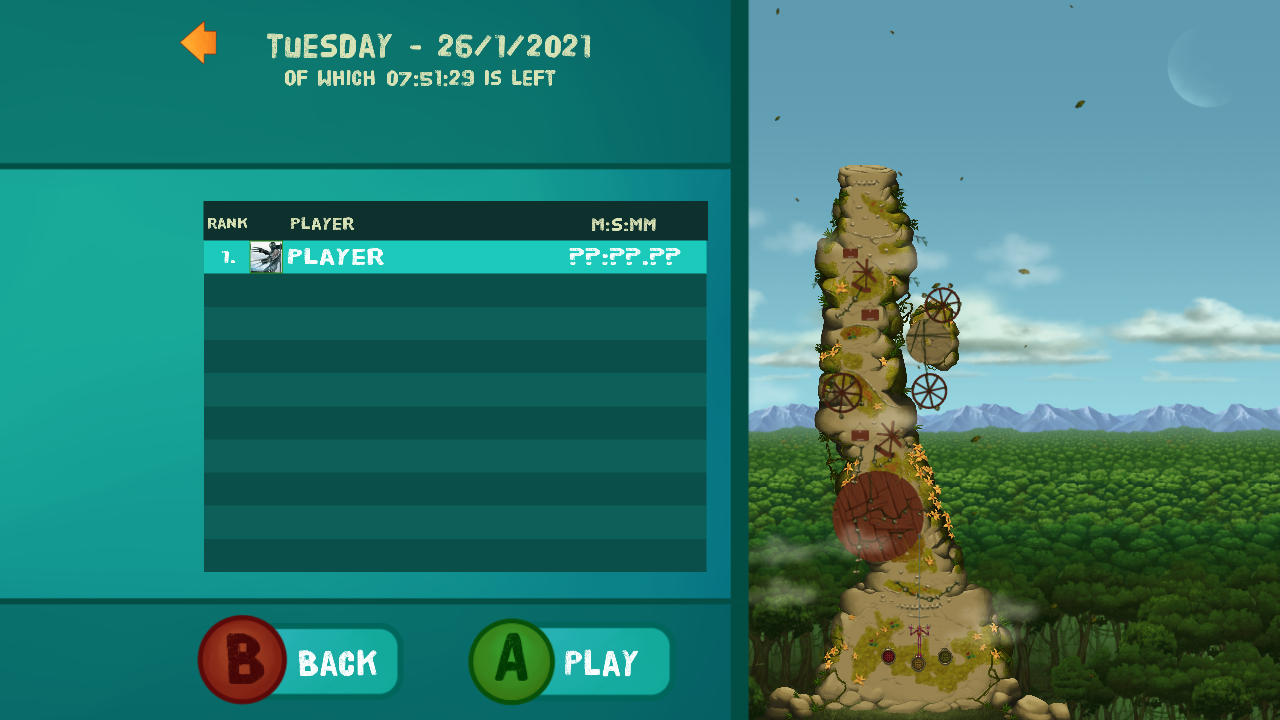 TUESDAY - 26/1/2021
OF WHICH 07:51:29 IS LEFT
RANK PLAYER M:S:MM
1. PLAYER ??:??.??
B BACK A PLAY